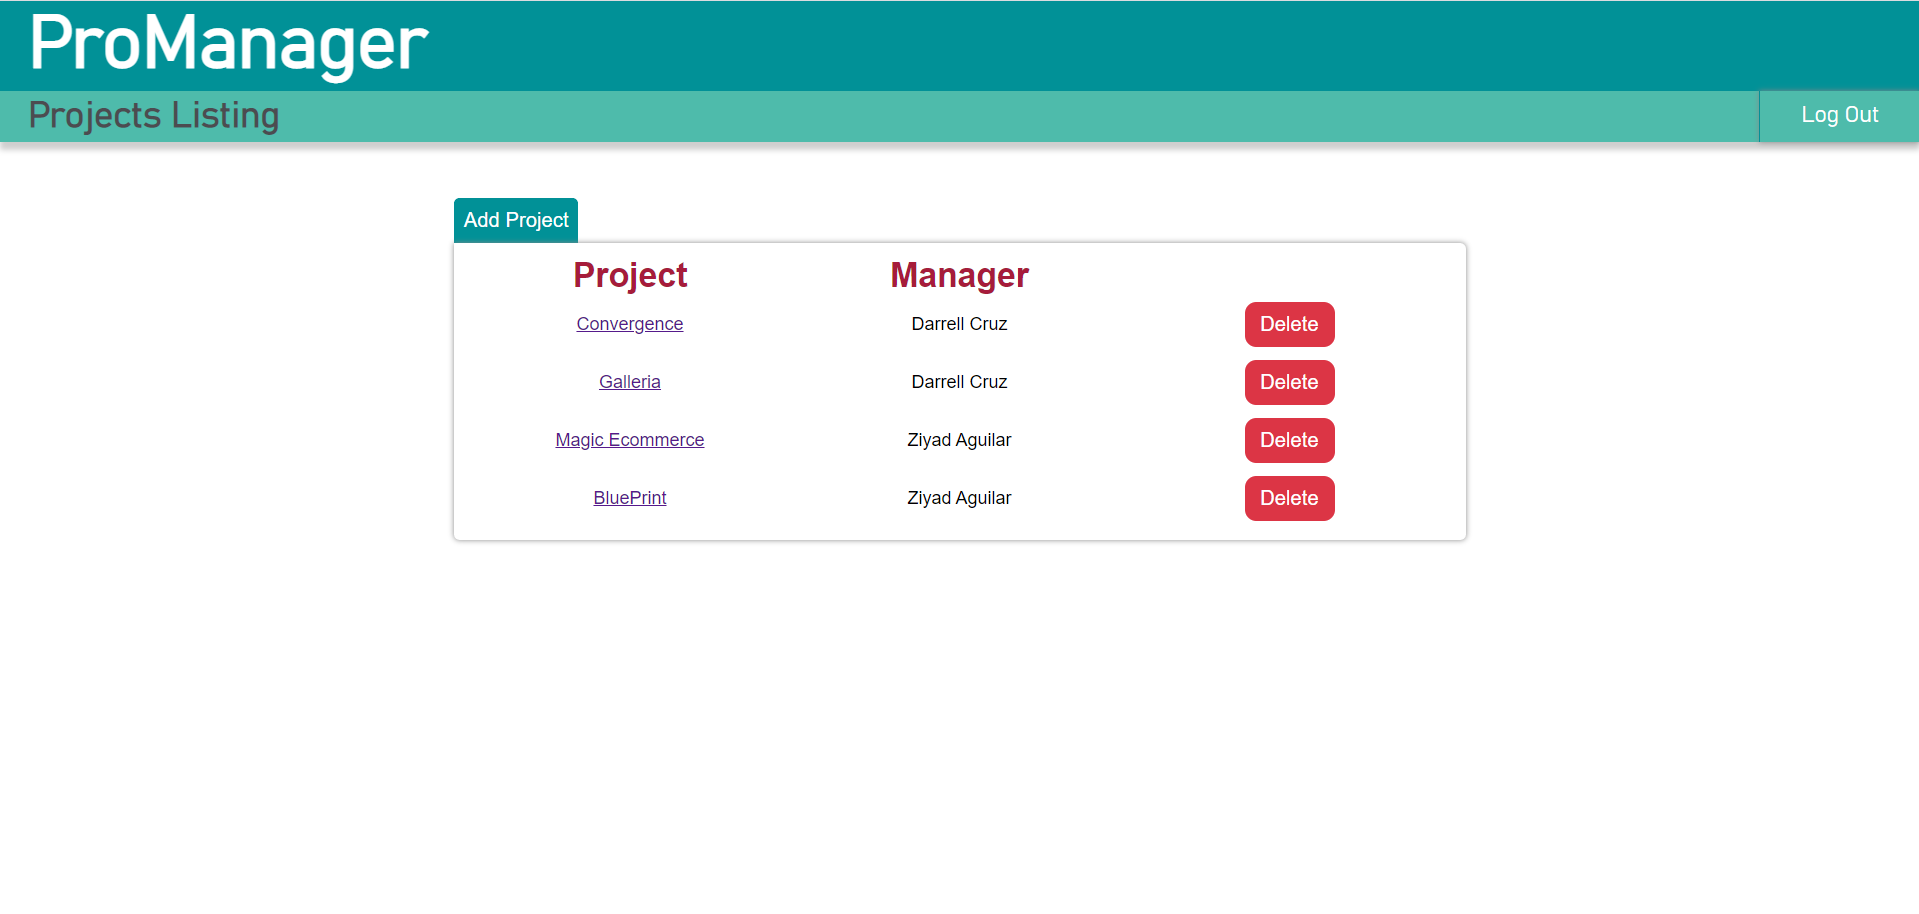 ProManager
Projects Listing
Log Out
Add Project
Project Manager
Convergence Darrell Cruz Delete
Galleria Darrell Cruz Delete
Magic Ecommerce Ziyad Aguilar Delete
BluePrint Ziyad Aguilar Delete